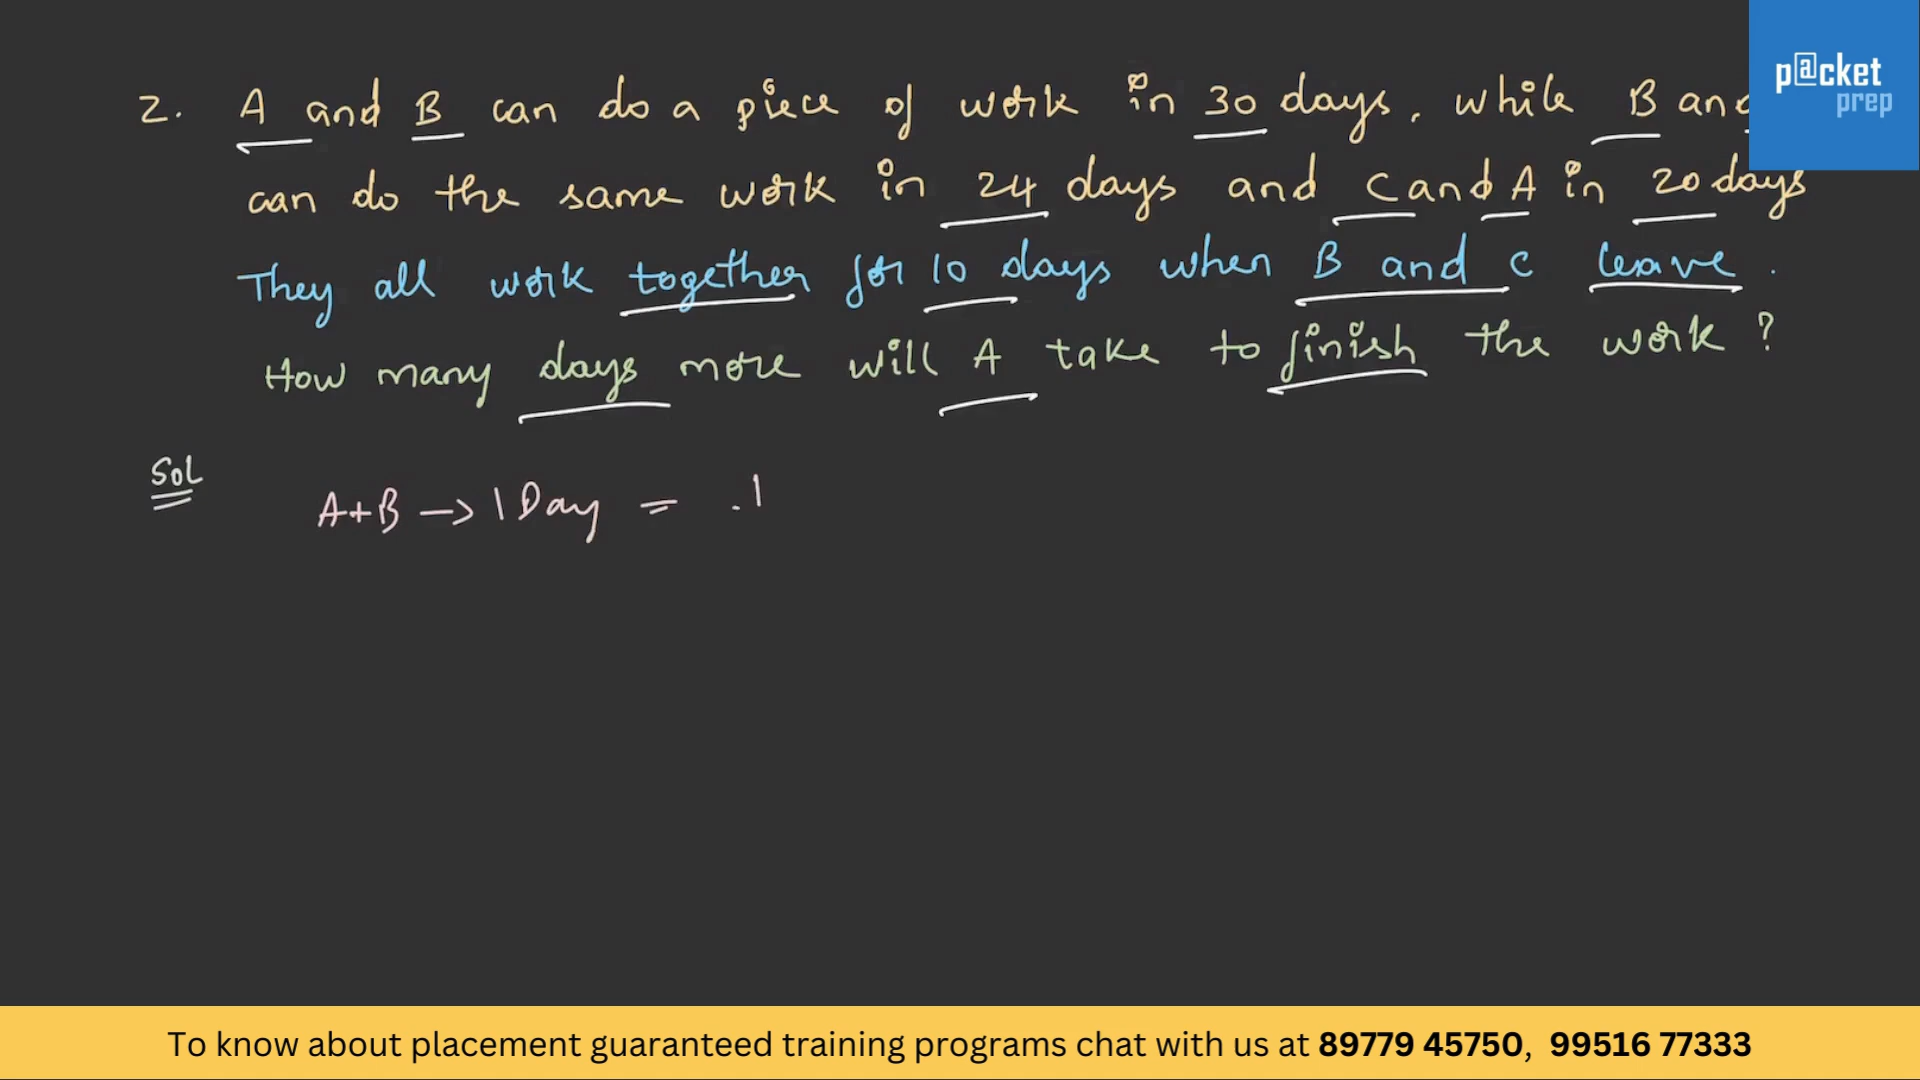 p@cket
prep
2. A and B can do a piece of work in 30 days, while B and
can do the same work in 24 days and C and A in 20 days
They all work together for 10 days when B and C leave.
How many days more will A take to finish the work?
Sol
A+B → 1 Day = .1
To know about placement guaranteed training programs chat with us at 89779 45750, 99516 77333